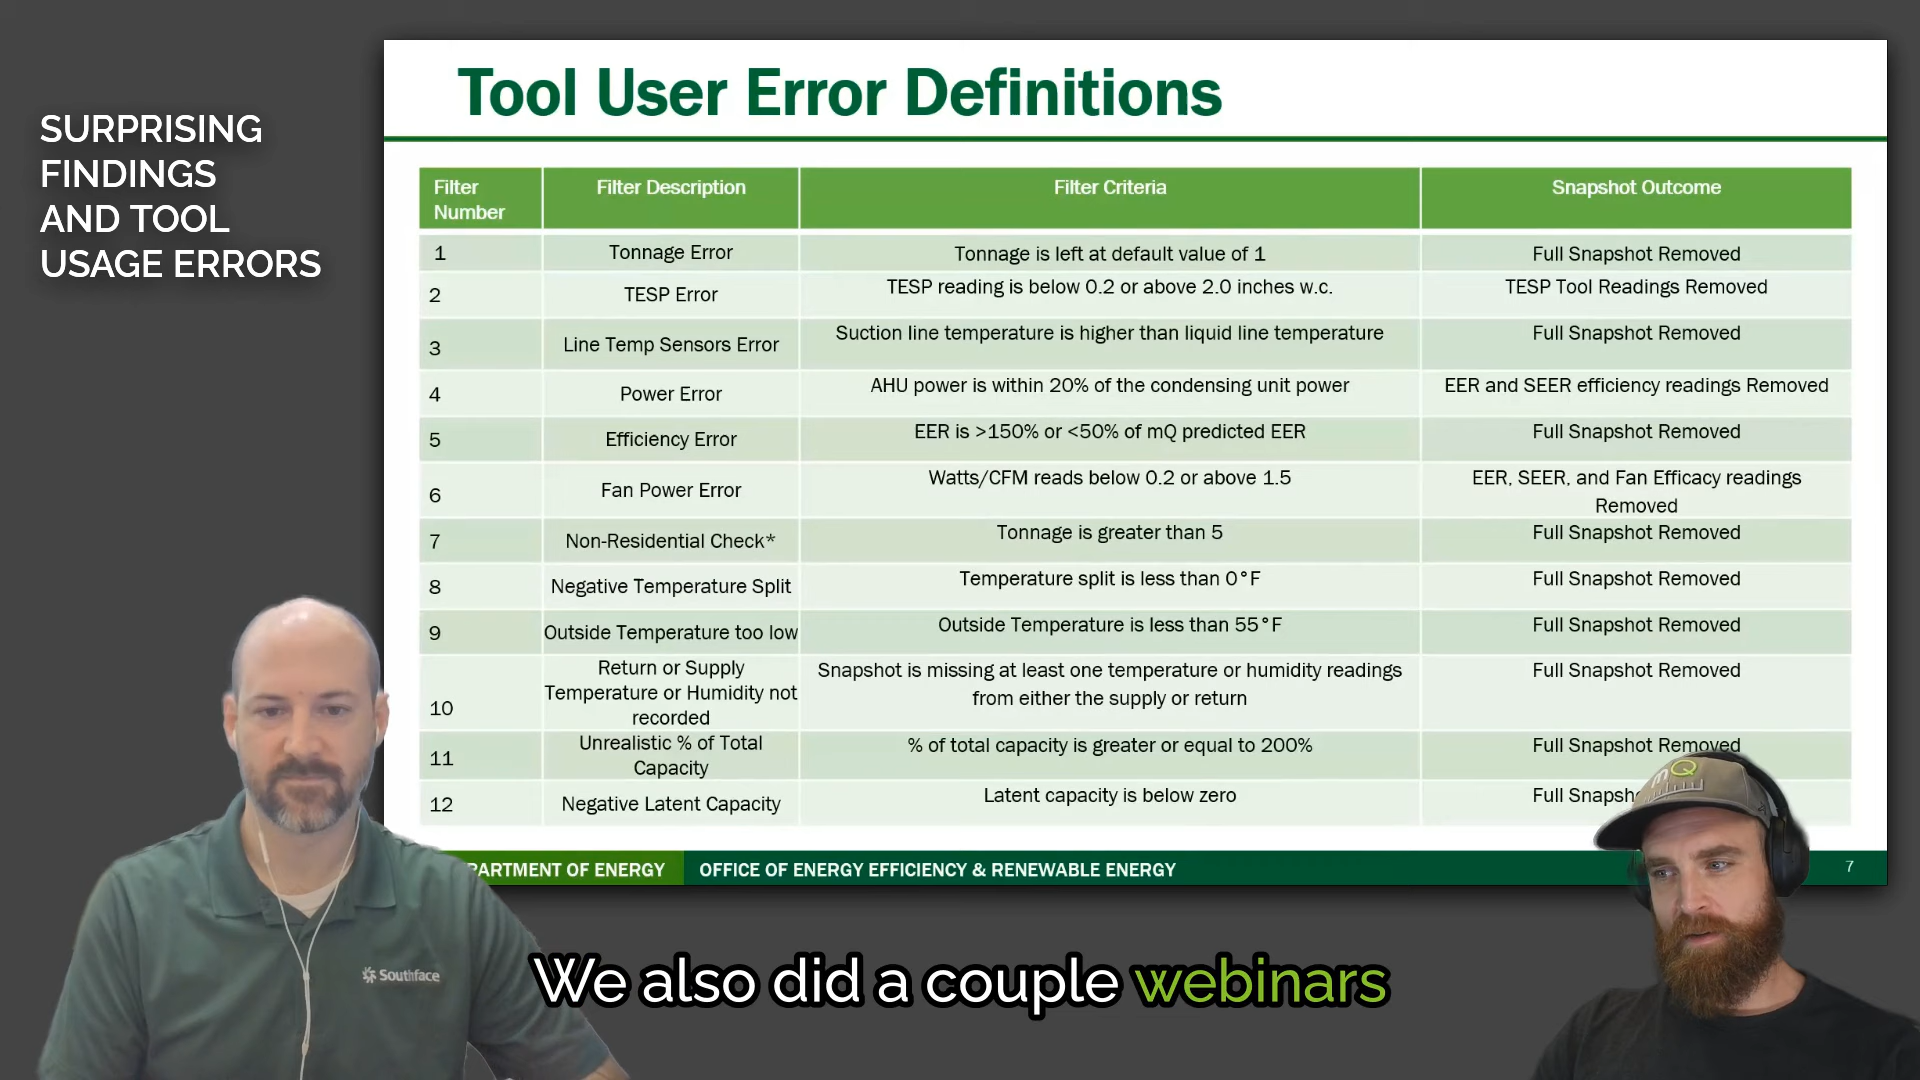 SURPRISING
FINDINGS
AND TOOL
USAGE ERRORS
Tool User Error Definitions
Filter Number | Filter Description | Filter Criteria | Snapshot Outcome
1 | Tonnage Error | Tonnage is left at default value of 1 | Full Snapshot Removed
2 | TESP Error | TESP reading is below 0.2 or above 2.0 inches w.c. | TESP Tool Readings Removed
3 | Line Temp Sensors Error | Suction line temperature is higher than liquid line temperature | Full Snapshot Removed
4 | Power Error | AHU power is within 20% of the condensing unit power | EER and SEER efficiency readings Removed
5 | Efficiency Error | EER is >150% or <50% of mQ predicted EER | Full Snapshot Removed
6 | Fan Power Error | Watts/CFM reads below 0.2 or above 1.5 | EER, SEER, and Fan Efficacy readings Removed
7 | Non-Residential Check* | Tonnage is greater than 5 | Full Snapshot Removed
8 | Negative Temperature Split | Temperature split is less than 0°F | Full Snapshot Removed
9 | Outside Temperature too low | Outside Temperature is less than 55°F | Full Snapshot Removed
10 | Return or Supply Temperature or Humidity not recorded | Snapshot is missing at least one temperature or humidity readings from either the supply or return | Full Snapshot Removed
11 | Unrealistic % of Total Capacity | % of total capacity is greater or equal to 200% | Full Snapshot Removed
12 | Negative Latent Capacity | Latent capacity is below zero | Full Snapsh
PARTMENT OF ENERGY OFFICE OF ENERGY EFFICIENCY & RENEWABLE ENERGY 7
mQ
Southface
We also did a couple webinars